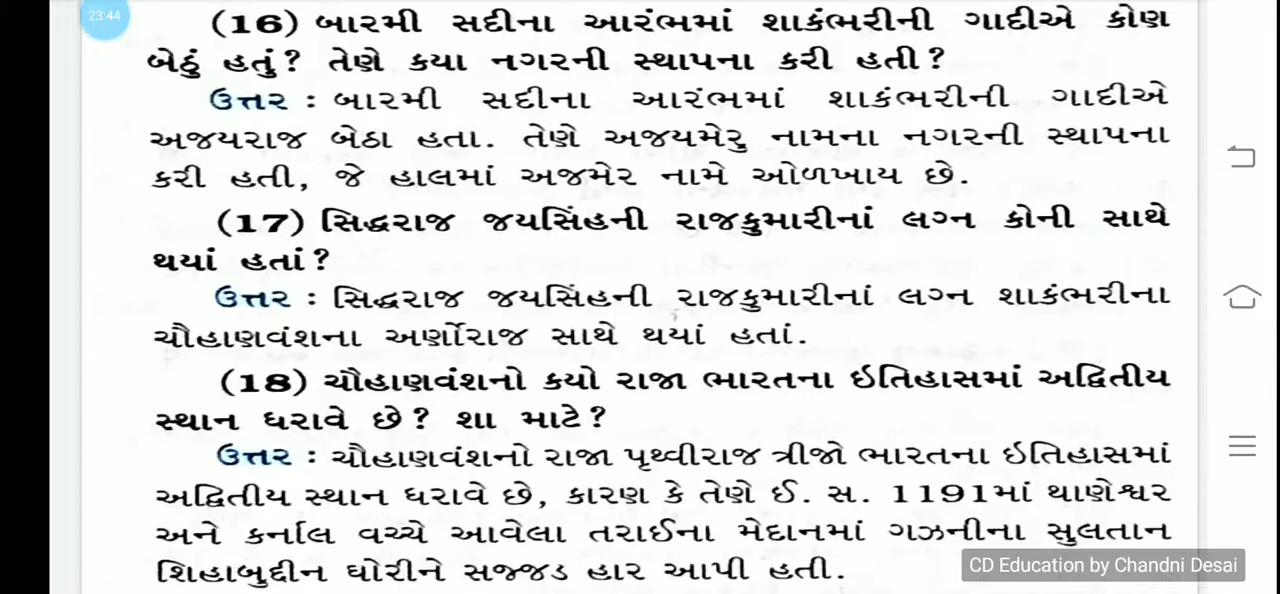 23:44
(16) બારમી સદીના આરંભમાં શાકંભરીની ગાદીએ કોણ
બેઠું હતું? તેણે કયા નગરની સ્થાપના કરી હતી?
ઉત્તર : બારમી સદીના આરંભમાં શાકંભરીની ગાદીએ
અજયરાજ બેઠા હતા. તેણે અજયમેરુ નામના નગરની સ્થાપના
કરી હતી, જે હાલમાં અજમેર નામે ઓળખાય છે.
(17) સિદ્ધરાજ જયસિંહની રાજકુમારીનાં લગ્ન કોની સાથે
થયાં હતાં?
ઉત્તર : સિદ્ધરાજ જયસિંહની રાજકુમારીનાં લગ્ન શાકંભરીના
ચૌહાણવંશના અર્ણોરાજ સાથે થયાં હતાં.
(18) ચૌહાણવંશનો કયો રાજા ભારતના ઇતિહાસમાં અદ્વિતીય
સ્થાન ધરાવે છે? શા માટે?
ઉત્તર : ચૌહાણવંશનો રાજા પૃથ્વીરાજ ત્રીજો ભારતના ઇતિહાસમાં
અદ્વિતીય સ્થાન ધરાવે છે, કારણ કે તેણે ઈ. સ. 1191માં થાણેશ્વર
અને કર્નાલ વચ્ચે આવેલા તરાઈના મેદાનમાં ગઝનીના સુલતાન
શિહાબુદ્દીન ઘોરીને સજ્જડ હાર આપી હતી.
CD Education by Chandni Desai